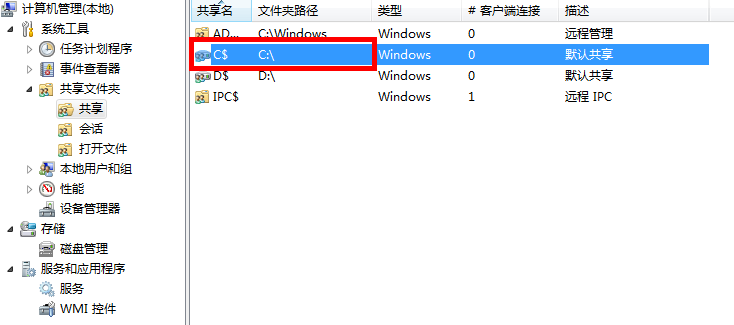 计算机管理(本地)
系统工具
任务计划程序
事件查看器
共享文件夹
共享
会话
打开文件
本地用户和组
性能
设备管理器
存储
磁盘管理
服务和应用程序
服务
WMI 控件
共享名 文件夹路径 类型 # 客户端连接 描述
AD... C:\Windows Windows 0 远程管理
C$ C:\ Windows 0 默认共享
D$ D:\ Windows 0 默认共享
IPC$ Windows 1 远程 IPC